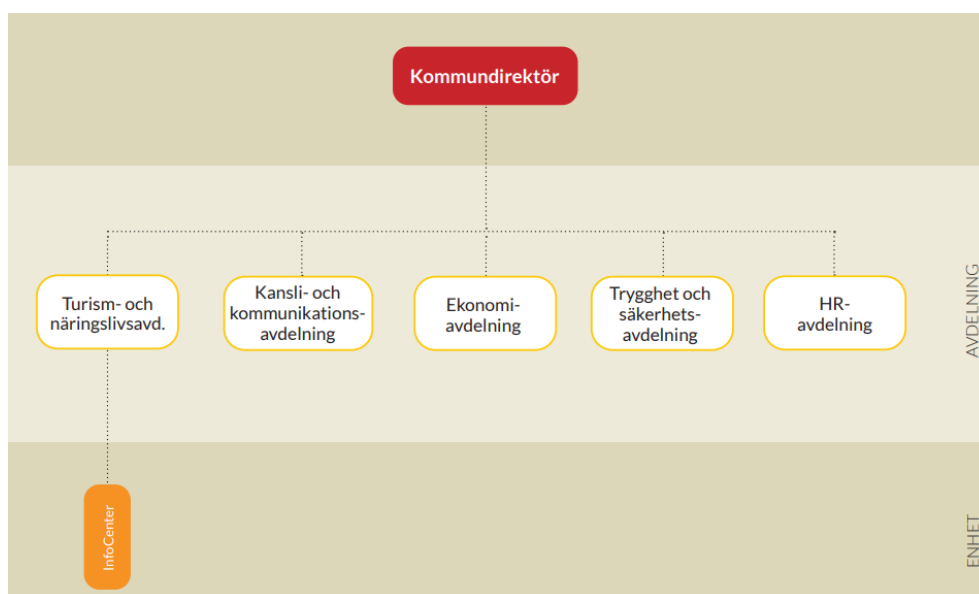 Kommundirektör
Turism- och
näringslivsavd.
Kansli- och
kommunikations-
avdelning
Ekonomi-
avdelning
Trygghet och
säkerhets-
avdelning
HR-
avdelning
AVDELNING
InfoCenter
ENHET